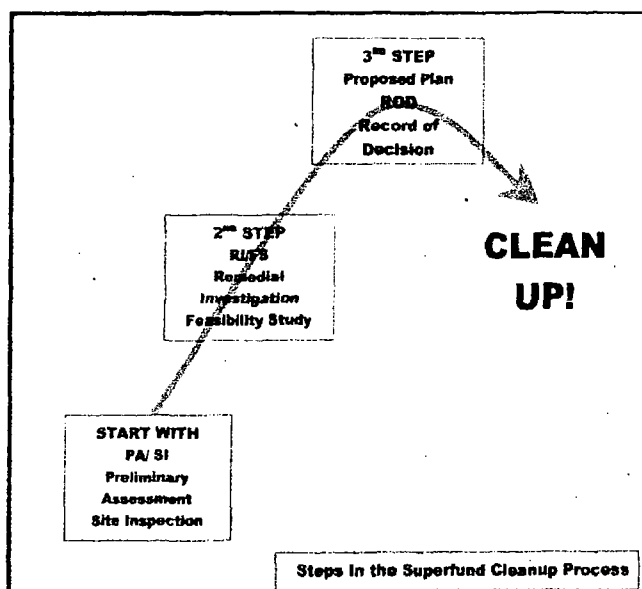 3RD STEP
Proposed Plan
ROD
Record of
Decision
CLEAN
UP!
2ND STEP
RI/FS
Remedial
Investigation
Feasibility Study
START WITH
PA/ SI
Preliminary
Assessment
Site Inspection
Steps In the Superfund Cleanup Process